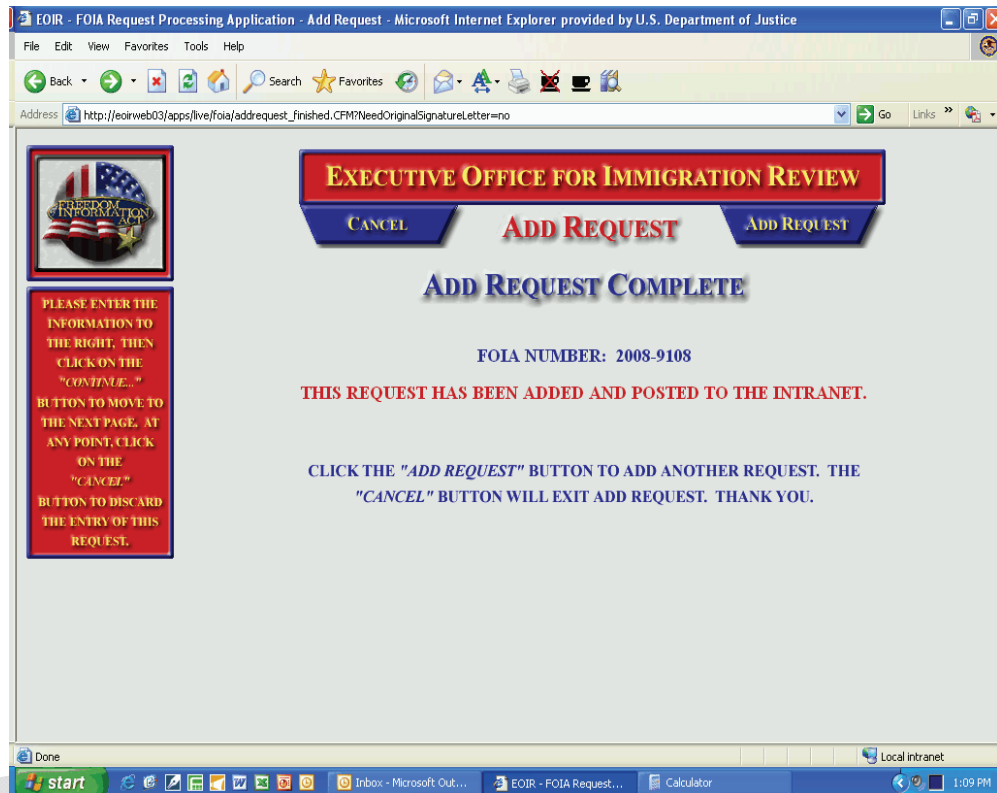 EOIR - FOIA Request Processing Application - Add Request - Microsoft Internet Explorer provided by U.S. Department of Justice
File Edit View Favorites Tools Help
Back Search Favorites
Address http://eoirweb03/apps/live/foia/addrequest_finished.CFM?NeedOriginalSignatureLetter=no Go Links »
FREEDOM
INFORMATION
ACT
PLEASE ENTER THE
INFORMATION TO
THE RIGHT, THEN
CLICK ON THE
"CONTINUE..."
BUTTON TO MOVE TO
THE NEXT PAGE. AT
ANY POINT, CLICK
ON THE
"CANCEL"
BUTTON TO DISCARD
THE ENTRY OF THIS
REQUEST.
EXECUTIVE OFFICE FOR IMMIGRATION REVIEW
CANCEL ADD REQUEST ADD REQUEST
ADD REQUEST COMPLETE
FOIA NUMBER: 2008-9108
THIS REQUEST HAS BEEN ADDED AND POSTED TO THE INTRANET.
CLICK THE "ADD REQUEST" BUTTON TO ADD ANOTHER REQUEST. THE
"CANCEL" BUTTON WILL EXIT ADD REQUEST. THANK YOU.
Done Local intranet
start Inbox - Microsoft Out... EOIR - FOIA Request... Calculator 1:09 PM